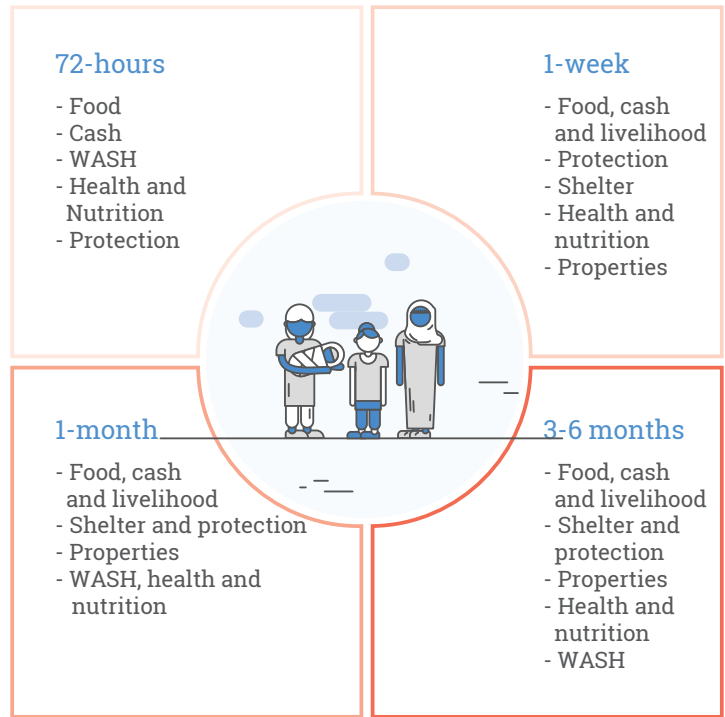 72-hours
- Food
- Cash
- WASH
- Health and
Nutrition
- Protection
1-week
- Food, cash
and livelihood
- Protection
- Shelter
- Health and
nutrition
- Properties
1-month
- Food, cash
and livelihood
- Shelter and protection
- Properties
- WASH, health and
nutrition
3-6 months
- Food, cash
and livelihood
- Shelter and
protection
- Properties
- Health and
nutrition
- WASH